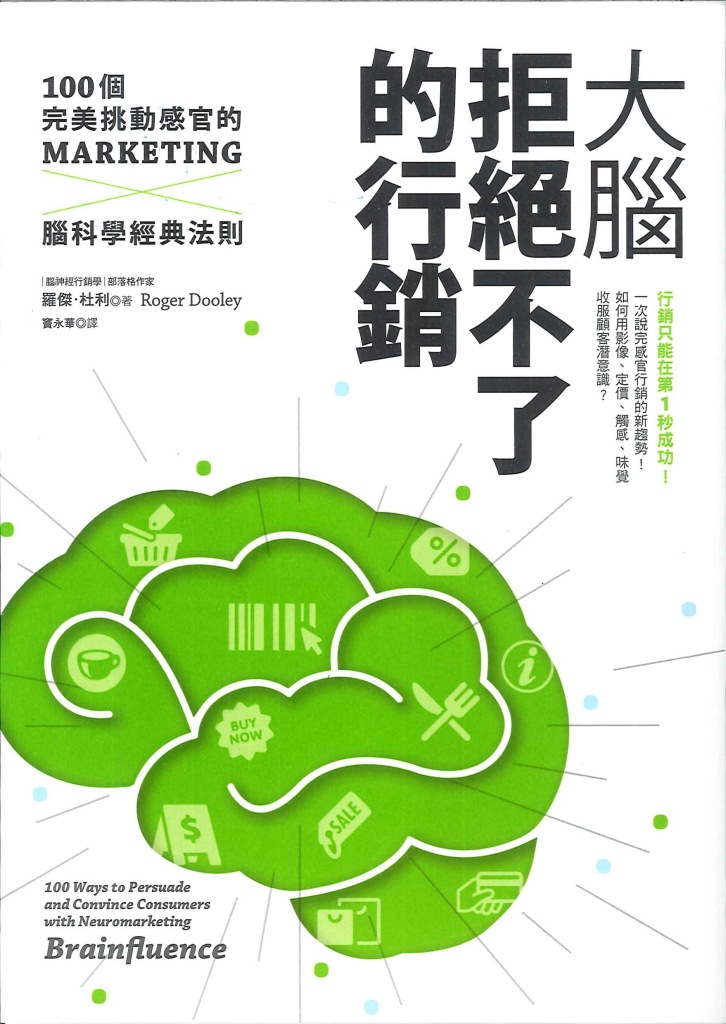 大腦
拒絕不了
的行銷
100個
完美挑動感官的
MARKETING
腦科學經典法則
|腦神經行銷學|部落格作家
羅傑·杜利◎著 Roger Dooley
竇永華◎譯
行銷只能在第1秒成功！
一次說完感官行銷的新趨勢！
如何用影像、定價、觸感、味覺
收服顧客潛意識？
%
i
BUY
NOW
$
SALE
100 Ways to Persuade
and Convince Consumers
with Neuromarketing
Brainfluence